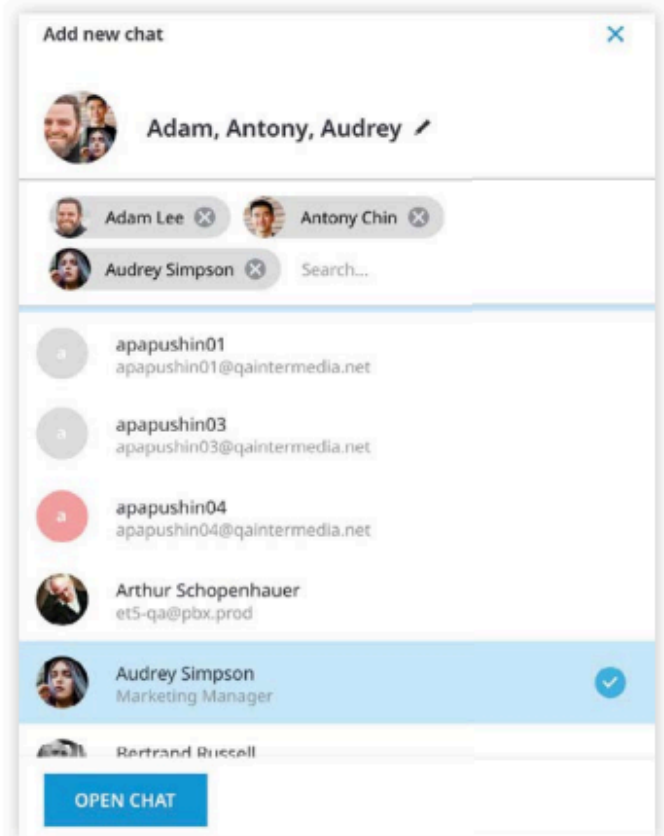 Add new chat
Adam, Antony, Audrey
Adam Lee Antony Chin
Audrey Simpson Search...
a
apapushin01
apapushin01@qaintermedia.net
a
apapushin03
apapushin03@qaintermedia.net
a
apapushin04
apapushin04@qaintermedia.net
Arthur Schopenhauer
et5-qa@pbx.prod
Audrey Simpson
Marketing Manager
Bertrand Russell
OPEN CHAT